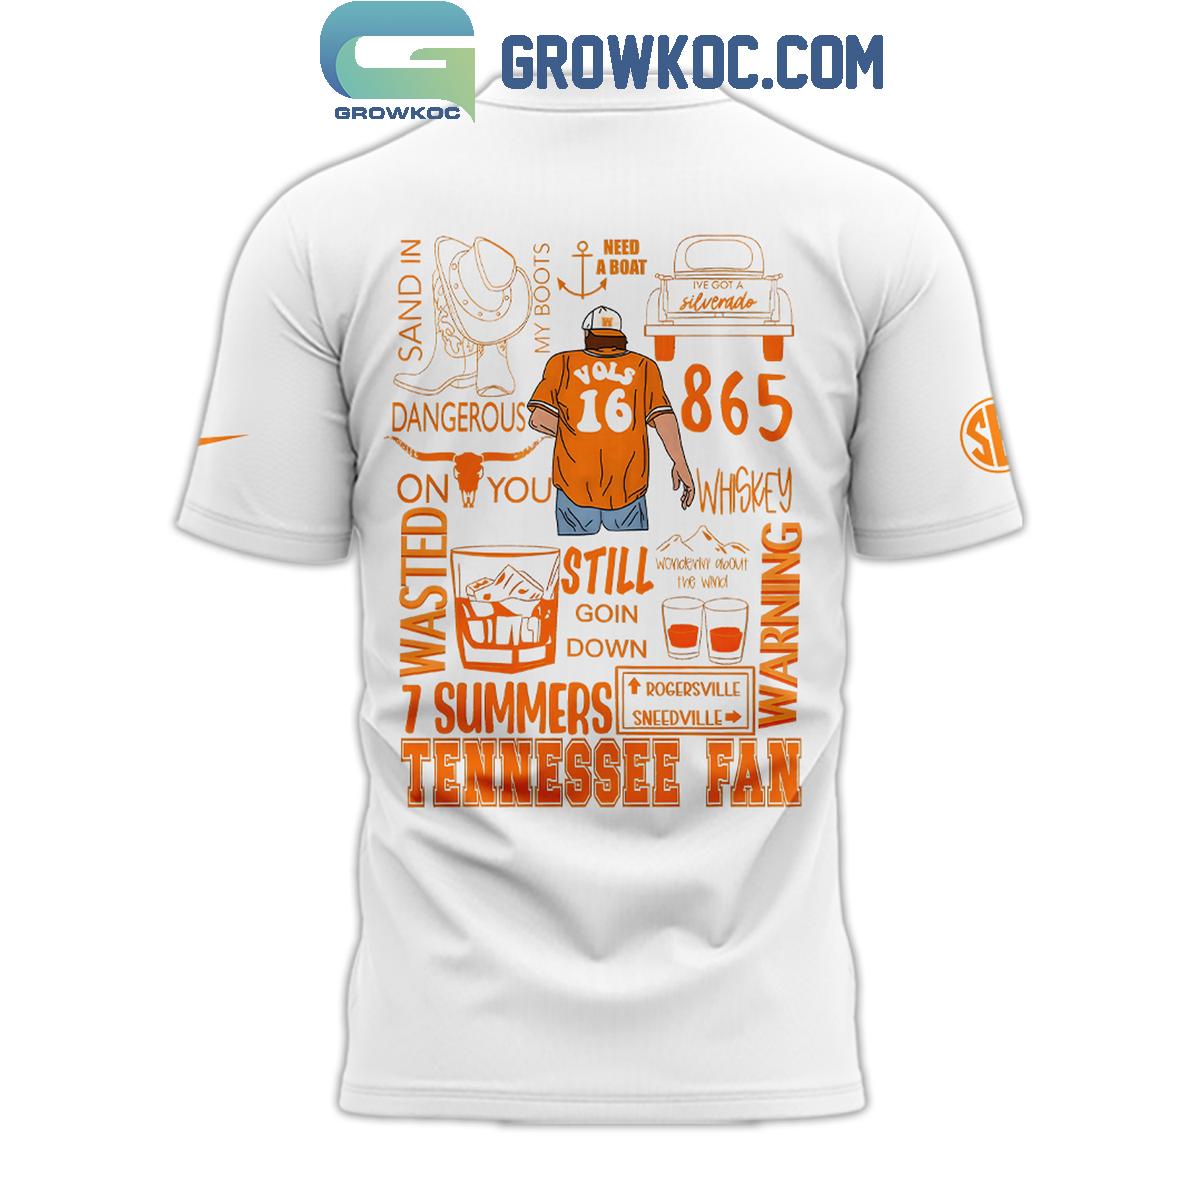 GROWKOC
GROWKOC.COM
SAND IN
MY BOOTS
NEED
A BOAT
IVE GOT A
silverado
W
VOLS
16
865
DANGEROUS
ON YOU
WHISKEY
WASTED
STILL
GOIN
DOWN
wonderin' about
the wind
WARNING
7 SUMMERS
ROGERSVILLE
SNEEDVILLE
TENNESSEE FAN